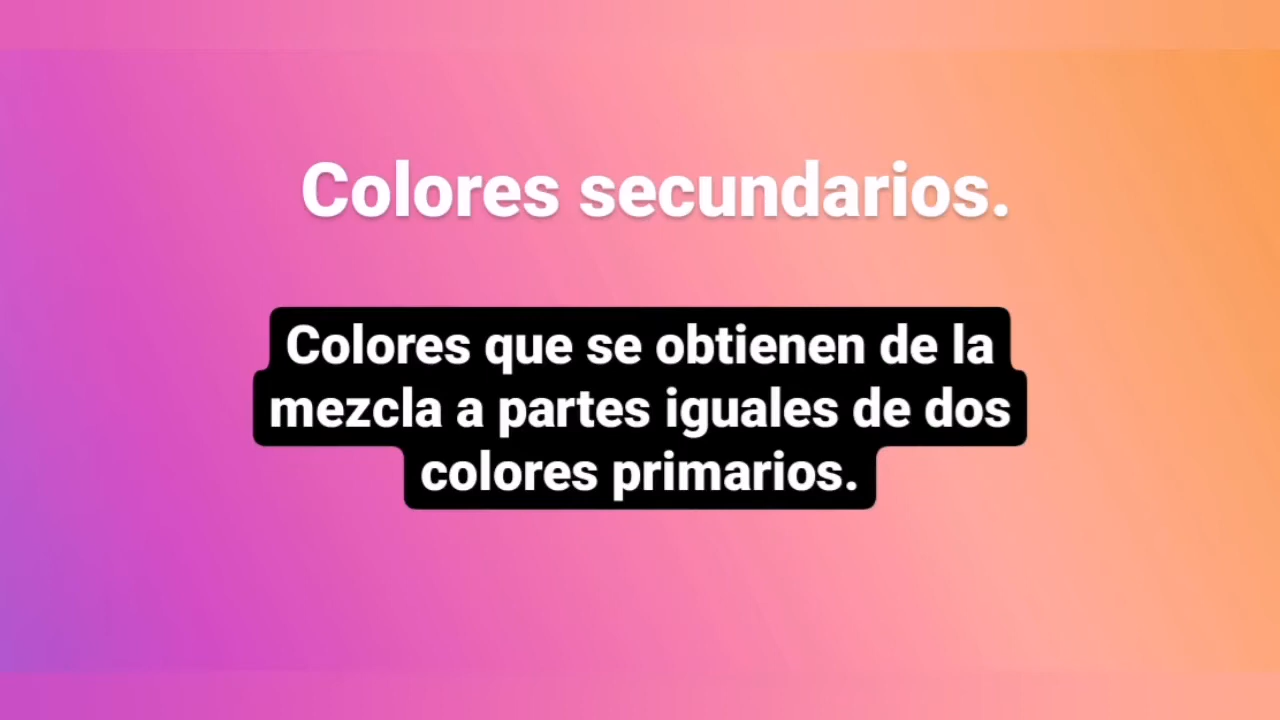 Colores secundarios.
Colores que se obtienen de la
mezcla a partes iguales de dos
colores primarios.